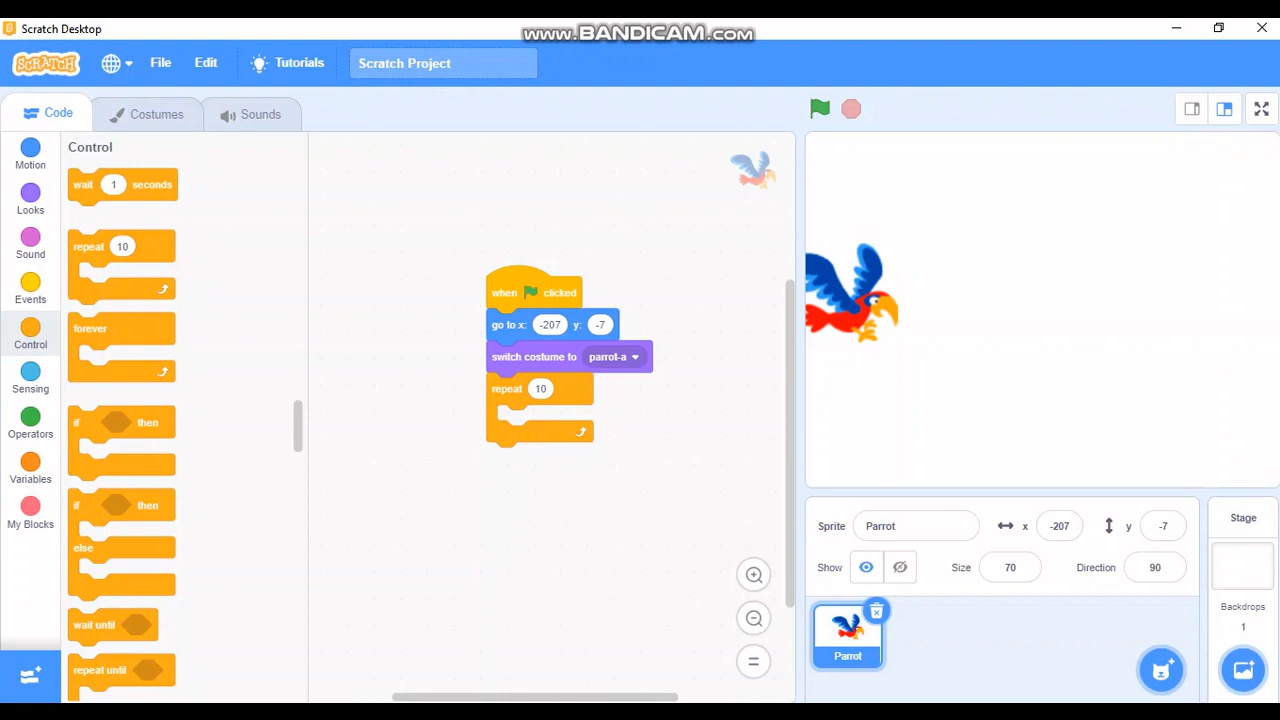 Scratch Desktop
www.BANDICAM.com
SCRATCH
File
Edit
Tutorials
Scratch Project
Code
Costumes
Sounds
Motion
Looks
Sound
Events
Control
Sensing
Operators
Variables
My Blocks
Control
wait 1 seconds
repeat 10
forever
if then
if then
else
wait until
repeat until
when clicked
go to x: -207 y: -7
switch costume to parrot-a
repeat 10
Sprite Parrot x -207 y -7
Show Size 70 Direction 90
Parrot
Stage
Backdrops
1